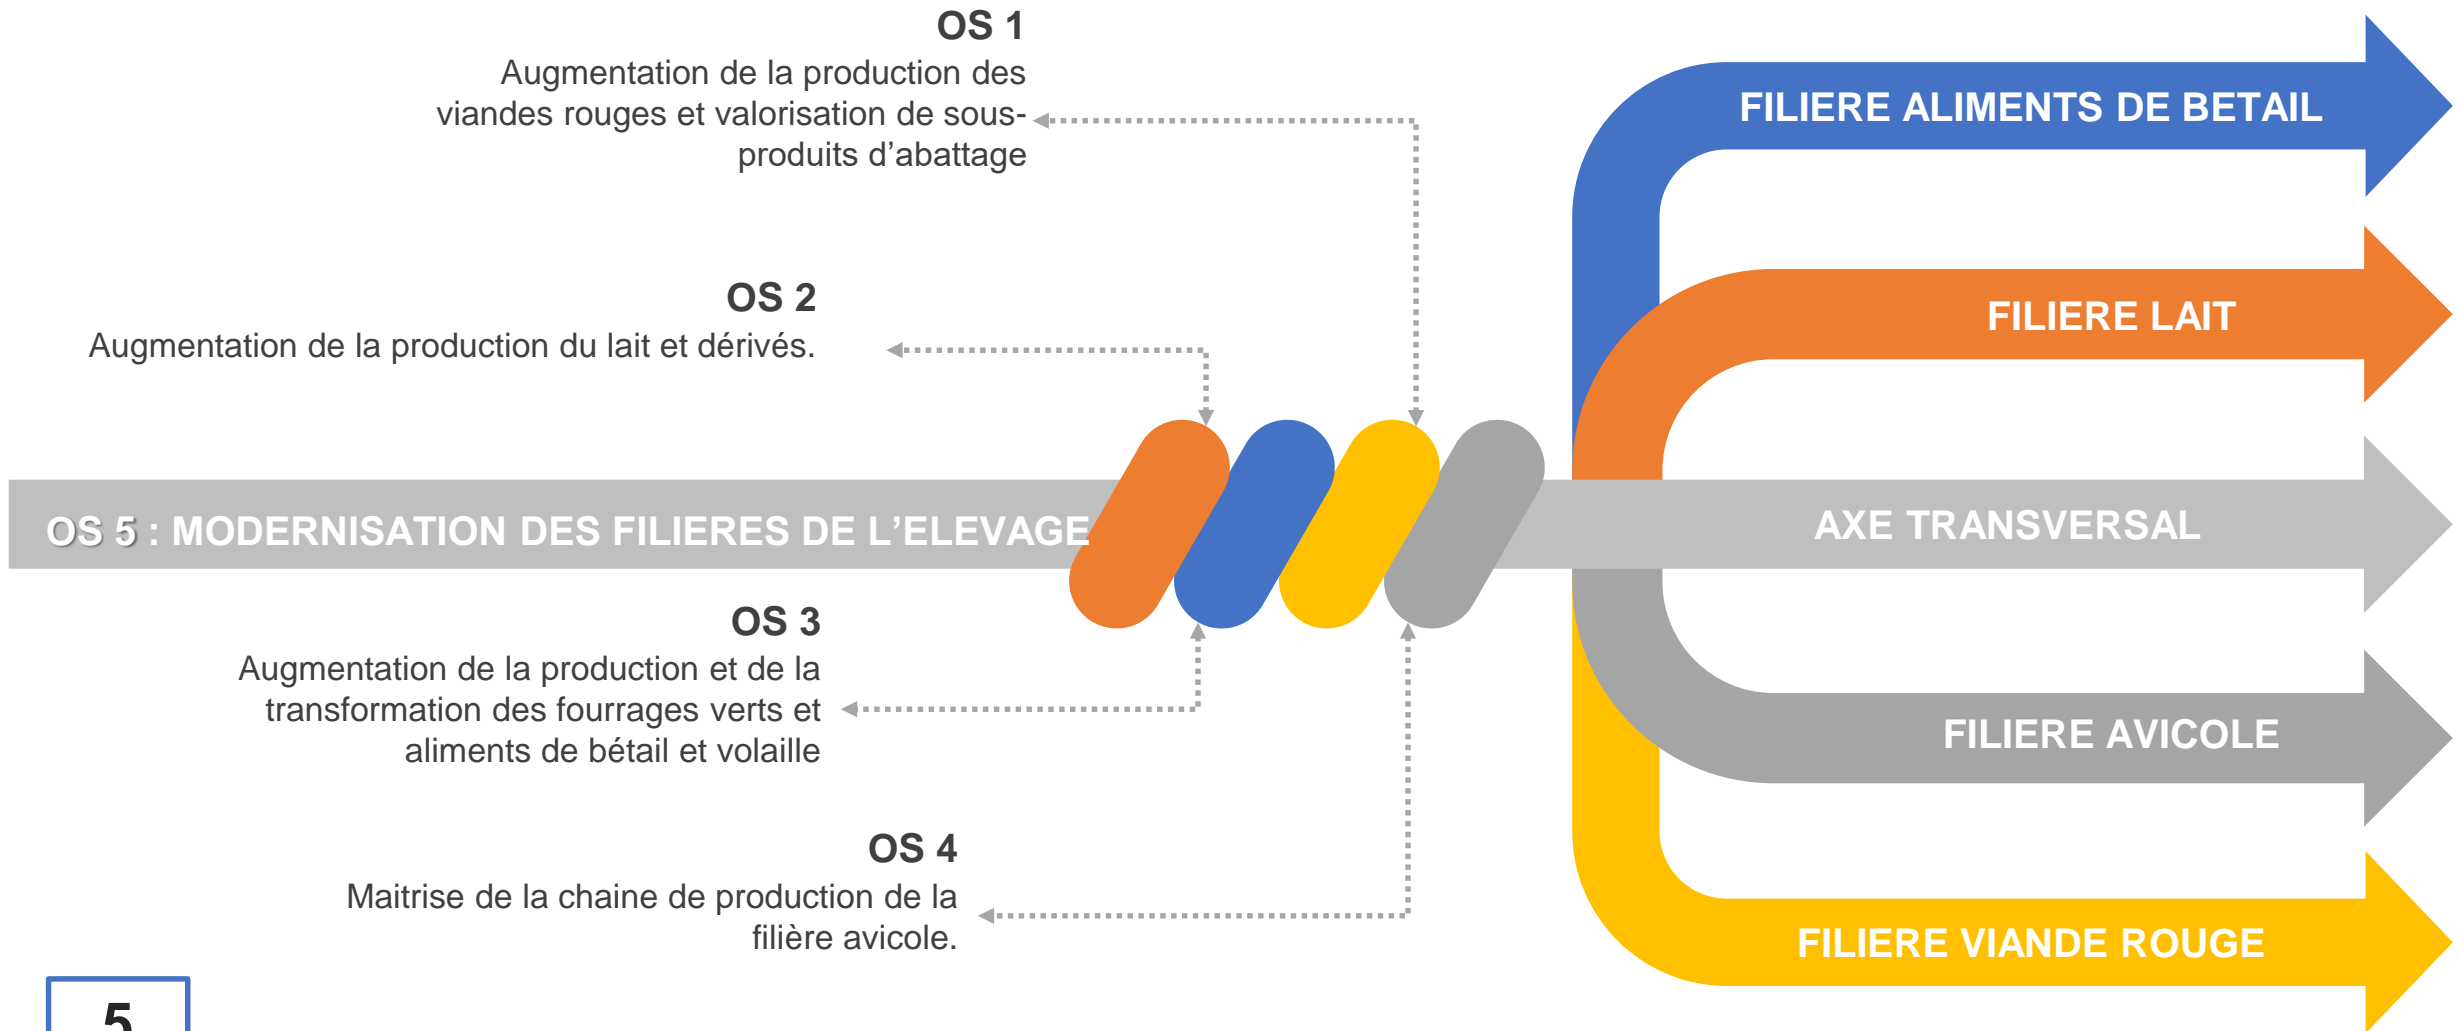 OS 1
Augmentation de la production des
viandes rouges et valorisation de sous-
produits d’abattage
OS 2
Augmentation de la production du lait et dérivés.
OS 5 : MODERNISATION DES FILIERES DE L’ELEVAGE
OS 3
Augmentation de la production et de la
transformation des fourrages verts et
aliments de bétail et volaille
OS 4
Maitrise de la chaine de production de la
filière avicole.
FILIERE ALIMENTS DE BETAIL
FILIERE LAIT
AXE TRANSVERSAL
FILIERE AVICOLE
FILIERE VIANDE ROUGE
5